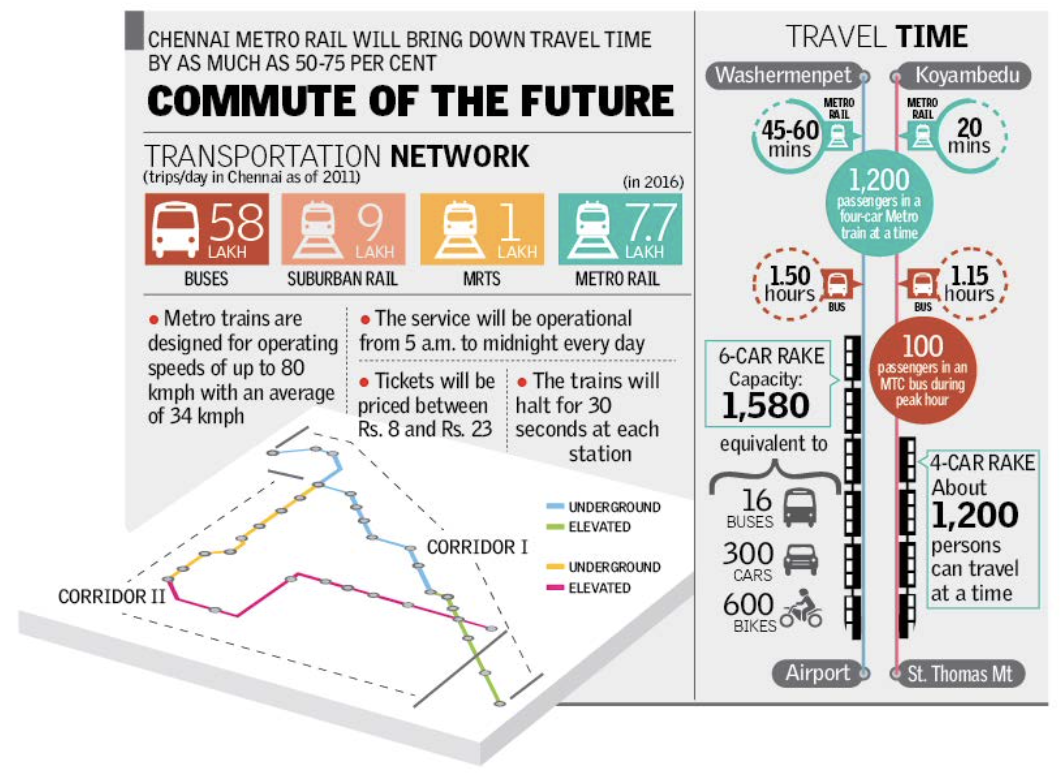 CHENNAI METRO RAIL WILL BRING DOWN TRAVEL TIME
BY AS MUCH AS 50-75 PER CENT
COMMUTE OF THE FUTURE
TRANSPORTATION NETWORK
(trips/day in Chennai as of 2011)
(in 2016)
58
LAKH
BUSES
9
LAKH
SUBURBAN RAIL
1
LAKH
MRTS
7.7
LAKH
METRO RAIL
• Metro trains are
designed for operating
speeds of up to 80
kmph with an average
of 34 kmph
• The service will be operational
from 5 a.m. to midnight every day
• Tickets will be
priced between
Rs. 8 and Rs. 23
• The trains will
halt for 30
seconds at each
station
UNDERGROUND
ELEVATED
CORRIDOR I
UNDERGROUND
ELEVATED
CORRIDOR II
TRAVEL TIME
Washermenpet
Koyambedu
METRO
RAIL
45-60
mins
METRO
RAIL
20
mins
1,200
passengers in a
four-car Metro
train at a time
1.50
hours
BUS
1.15
hours
BUS
100
passengers in an
MTC bus during
peak hour
6-CAR RAKE
Capacity:
1,580
equivalent to
16
BUSES
300
CARS
600
BIKES
4-CAR RAKE
About
1,200
persons
can travel
at a time
Airport
St. Thomas Mt